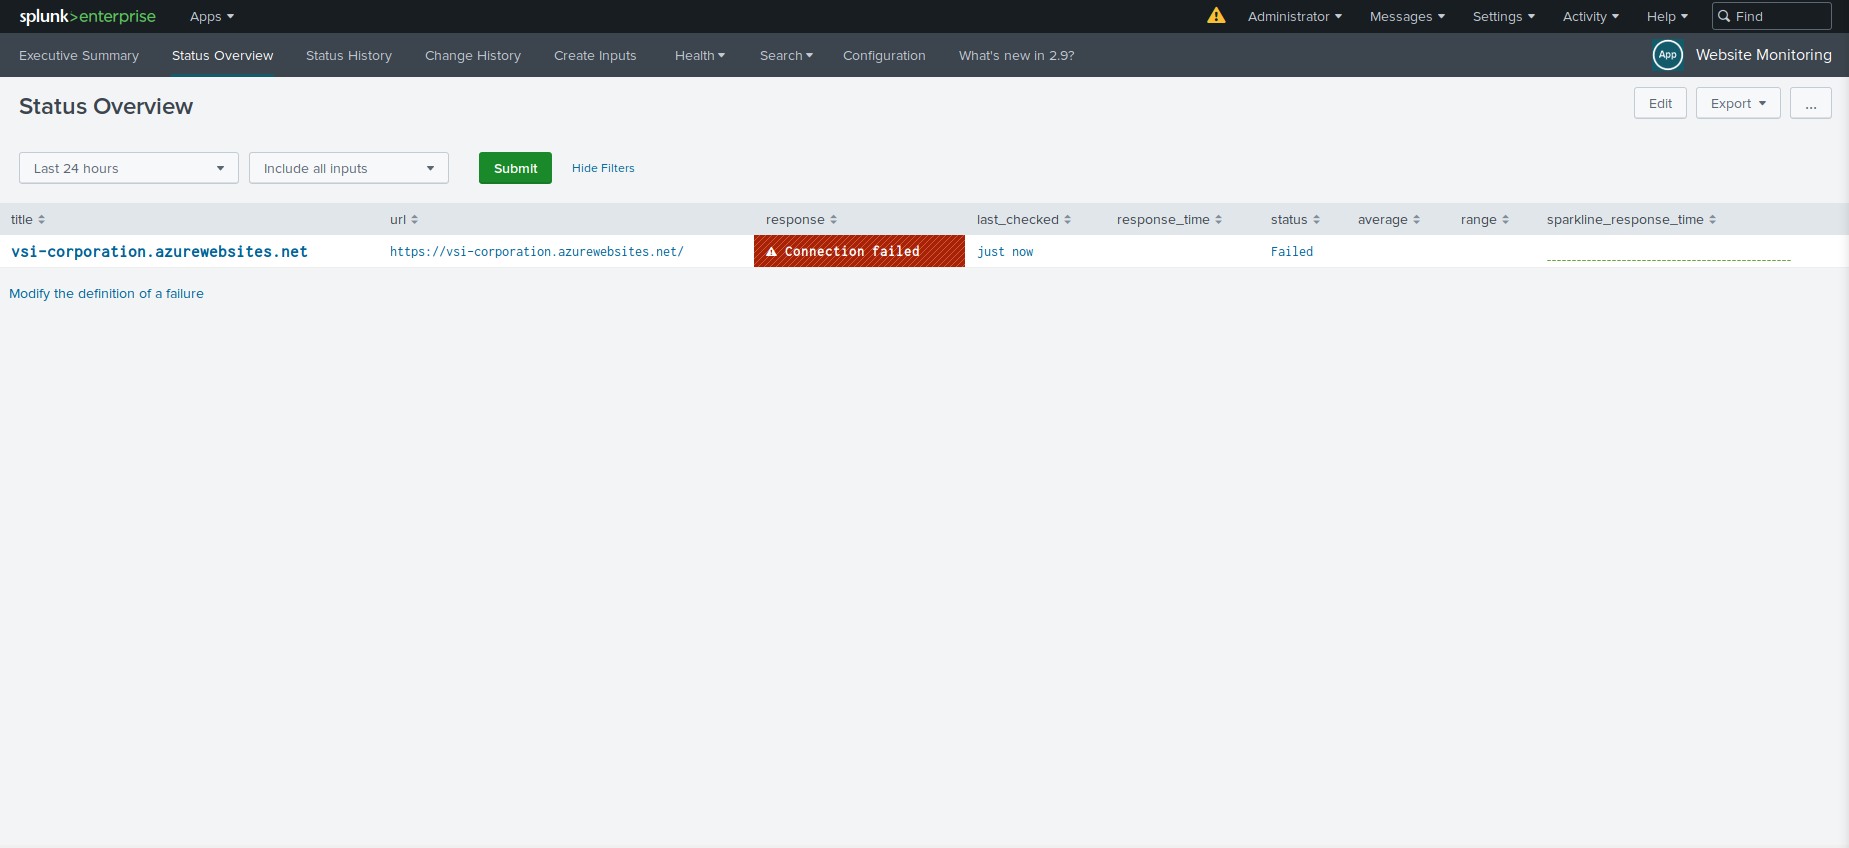 splunk>enterprise Apps Administrator Messages Settings Activity Help Find
Executive Summary Status Overview Status History Change History Create Inputs Health Search Configuration What's new in 2.9? App Website Monitoring
Status Overview Edit Export ...
Last 24 hours Include all inputs Submit Hide Filters
title url response last_checked response_time status average range sparkline_response_time
vsi-corporation.azurewebsites.net https://vsi-corporation.azurewebsites.net/ Connection failed just now Failed
Modify the definition of a failure